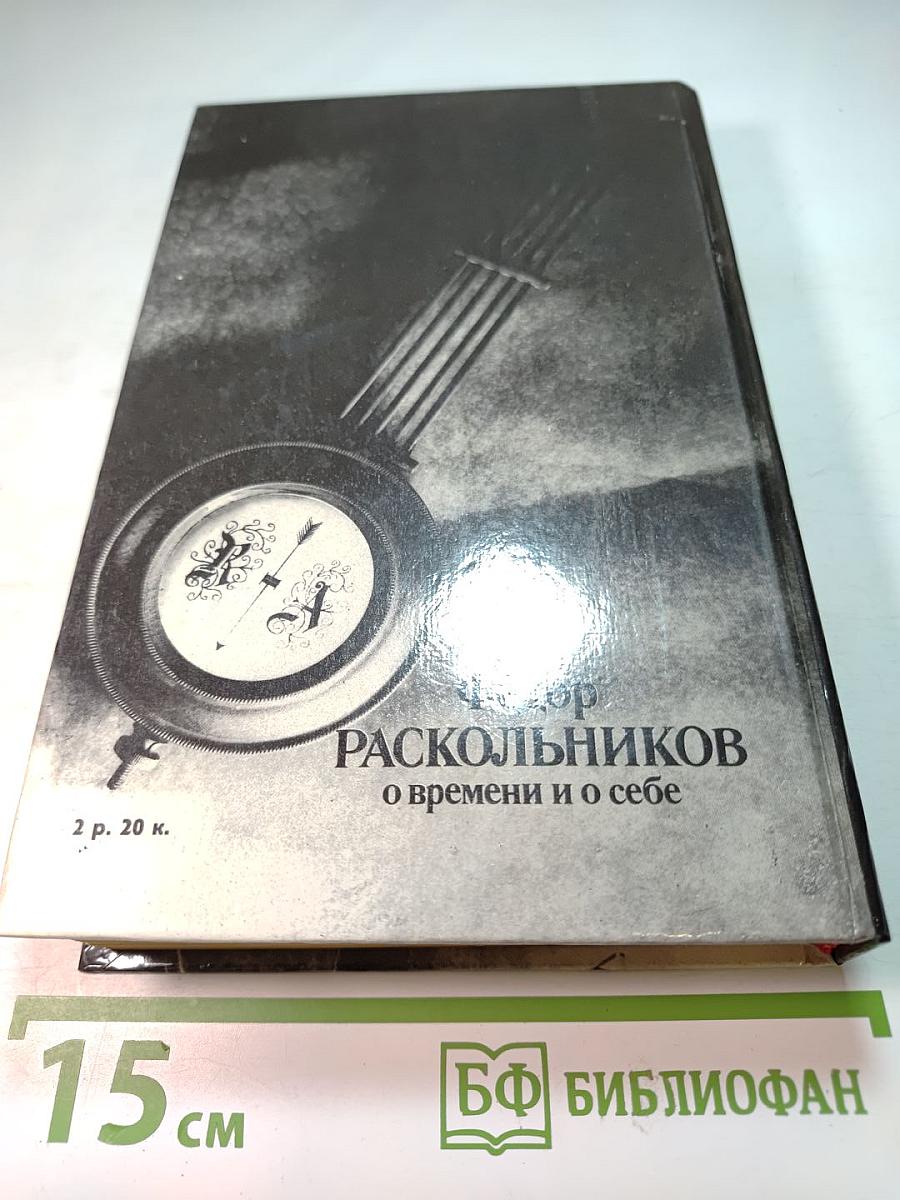 РАСКОЛЬНИКОВ
о времени и о себе
2 р. 20 к.
15 см
БФ БИБЛИОФАН